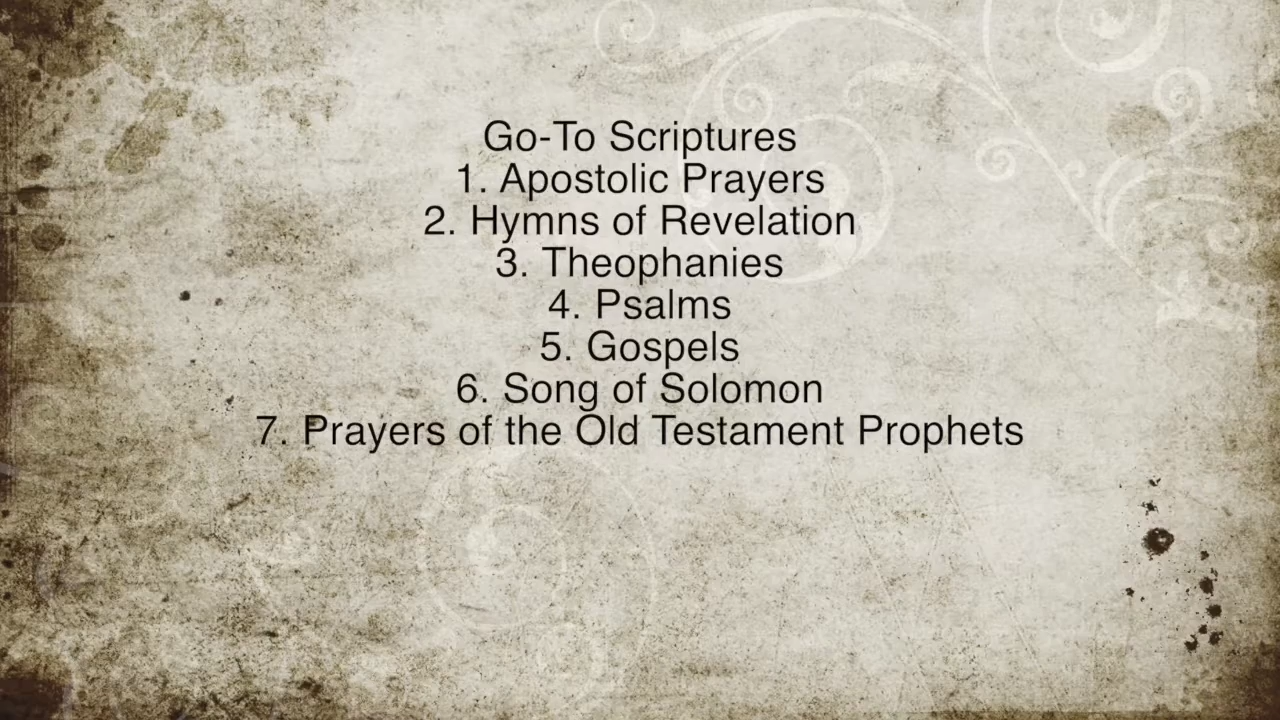 Go-To Scriptures
1. Apostolic Prayers
2. Hymns of Revelation
3. Theophanies
4. Psalms
5. Gospels
6. Song of Solomon
7. Prayers of the Old Testament Prophets